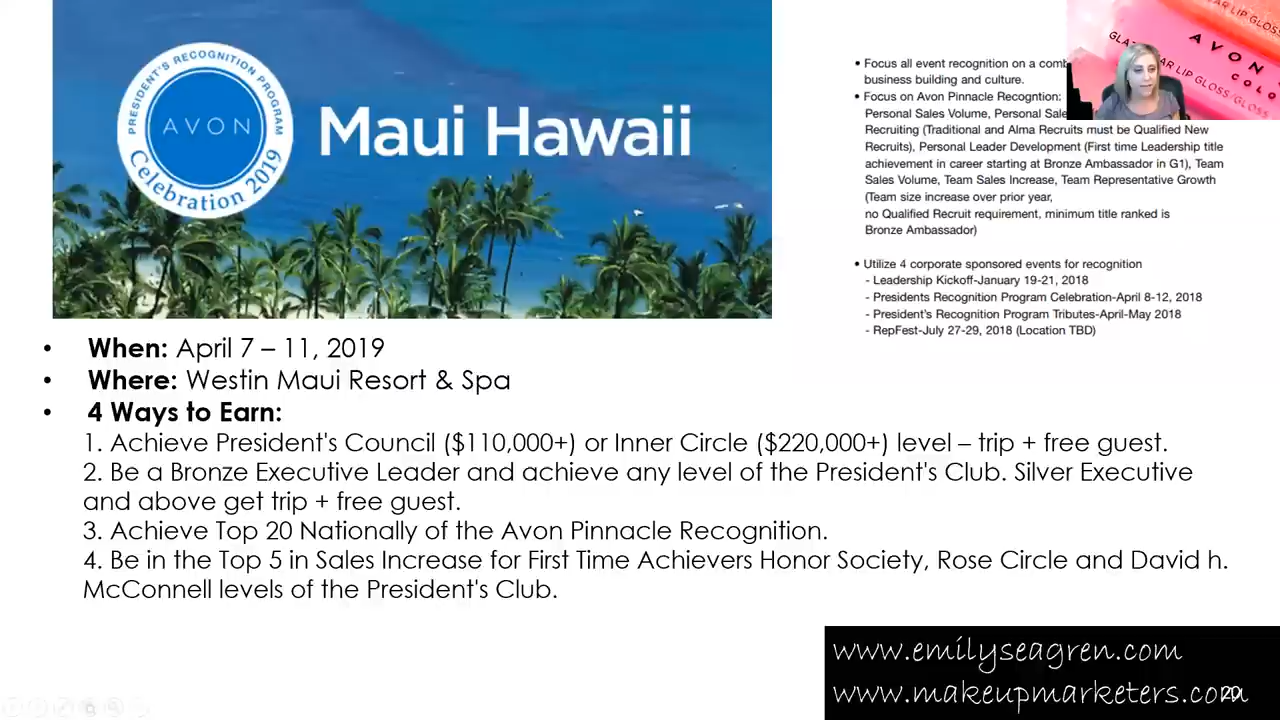 PRESIDENT'S RECOGNITION PROGRAM
AVON
Celebration 2019
Maui Hawaii
• When: April 7 – 11, 2019
• Where: Westin Maui Resort & Spa
• 4 Ways to Earn:
1. Achieve President's Council ($110,000+) or Inner Circle ($220,000+) level – trip + free guest.
2. Be a Bronze Executive Leader and achieve any level of the President's Club. Silver Executive
and above get trip + free guest.
3. Achieve Top 20 Nationally of the Avon Pinnacle Recognition.
4. Be in the Top 5 in Sales Increase for First Time Achievers Honor Society, Rose Circle and David h.
McConnell levels of the President's Club.
• Focus all event recognition on a
business building and culture.
• Focus on Avon Pinnacle Recogntion:
Personal Sales Volume, Personal
Recruiting (Traditional and Alma Recruits must be Qualified New
Recruits), Personal Leader Development (First time Leadership title
achievement in career starting at Bronze Ambassador in G1), Team
Sales Volume, Team Sales Increase, Team Representative Growth
(Team size increase over prior year,
no Qualified Recruit requirement, minimum title ranked is
Bronze Ambassador)
• Utilize 4 corporate sponsored events for recognition
- Leadership Kickoff-January 19-21, 2018
- Presidents Recognition Program Celebration-April 8-12, 2018
- President's Recognition Program Tributes-April-May 2018
- RepFest-July 27-29, 2018 (Location TBD)
LIP GLOSS
AVON
LIP GLOSS/GLOSS
www.emilyseagren.com
www.makeupmarketers.com
20